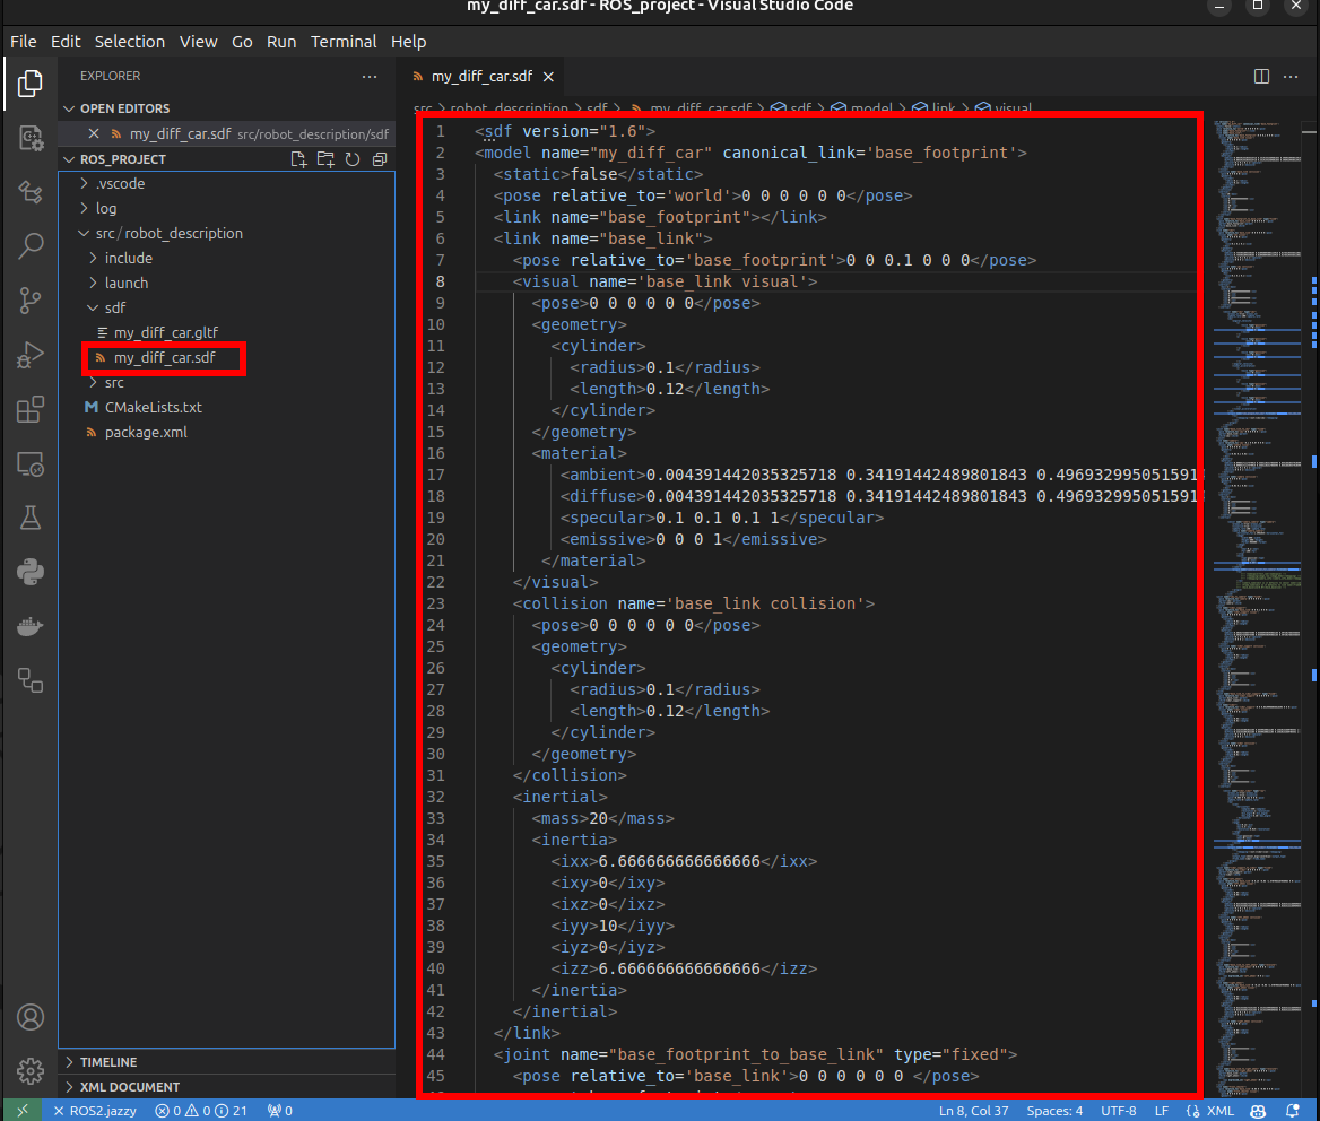 my_diff_car.sdf - ROS_project - Visual Studio Code
File Edit Selection View Go Run Terminal Help
EXPLORER
my_diff_car.sdf
OPEN EDITORS
my_diff_car.sdf src/robot_description/sdf
src > robot_description > sdf > my_diff_car.sdf > sdf > model > link > visual
ROS_PROJECT
.vscode
log
src/robot_description
include
launch
sdf
my_diff_car.gltf
my_diff_car.sdf
src
CMakeLists.txt
package.xml
TIMELINE
XML DOCUMENT
1 <sdf version="1.6">
2 <model name="my_diff_car" canonical_link='base_footprint'>
3 <static>false</static>
4 <pose relative_to='world'>0 0 0 0 0 0</pose>
5 <link name="base_footprint"></link>
6 <link name="base_link">
7 <pose relative_to='base_footprint'>0 0 0.1 0 0 0</pose>
8 <visual name='base_link visual'>
9 <pose>0 0 0 0 0 0</pose>
10 <geometry>
11 <cylinder>
12 <radius>0.1</radius>
13 <length>0.12</length>
14 </cylinder>
15 </geometry>
16 <material>
17 <ambient>0.004391442035325718 0.34191442489801843 0.496932995051591
18 <diffuse>0.004391442035325718 0.34191442489801843 0.496932995051591
19 <specular>0.1 0.1 0.1 1</specular>
20 <emissive>0 0 0 1</emissive>
21 </material>
22 </visual>
23 <collision name='base_link collision'>
24 <pose>0 0 0 0 0 0</pose>
25 <geometry>
26 <cylinder>
27 <radius>0.1</radius>
28 <length>0.12</length>
29 </cylinder>
30 </geometry>
31 </collision>
32 <inertial>
33 <mass>20</mass>
34 <inertia>
35 <ixx>6.666666666666666</ixx>
36 <ixy>0</ixy>
37 <ixz>0</ixz>
38 <iyy>10</iyy>
39 <iyz>0</iyz>
40 <izz>6.666666666666666</izz>
41 </inertia>
42 </inertial>
43 </link>
44 <joint name="base_footprint_to_base_link" type="fixed">
45 <pose relative_to='base_link'>0 0 0 0 0 0 </pose>
ROS2.jazzy 0 0 21 0 Ln 8, Col 37 Spaces: 4 UTF-8 LF XML